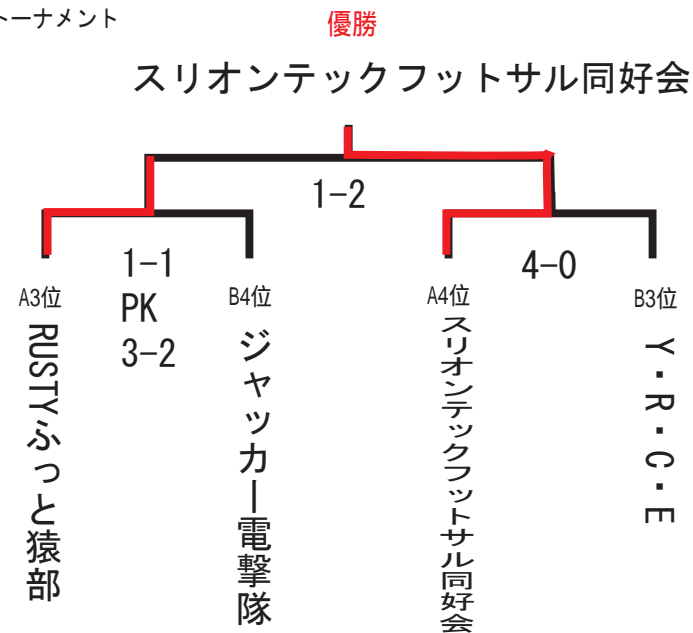 トーナメント
優勝
スリオンテックフットサル同好会
1-2
1-1
PK
3-2
4-0
A3位
B4位
A4位
B3位
RUSTYふっと猿部
ジャッカー電撃隊
スリオンテックフットサル同好会
Y・R・C・E